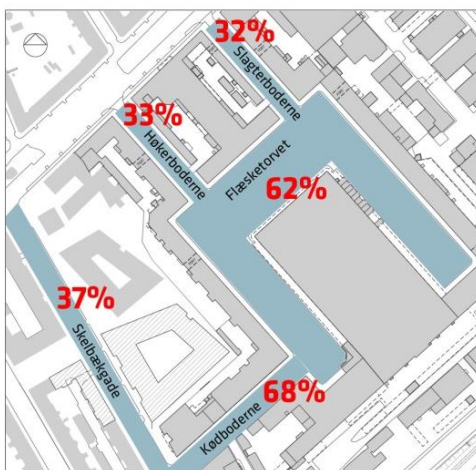 32%
Slagterboderne
33%
Høkerboderne
Flæsketorvet
62%
37%
Skelbækgade
68%
Kødboderne